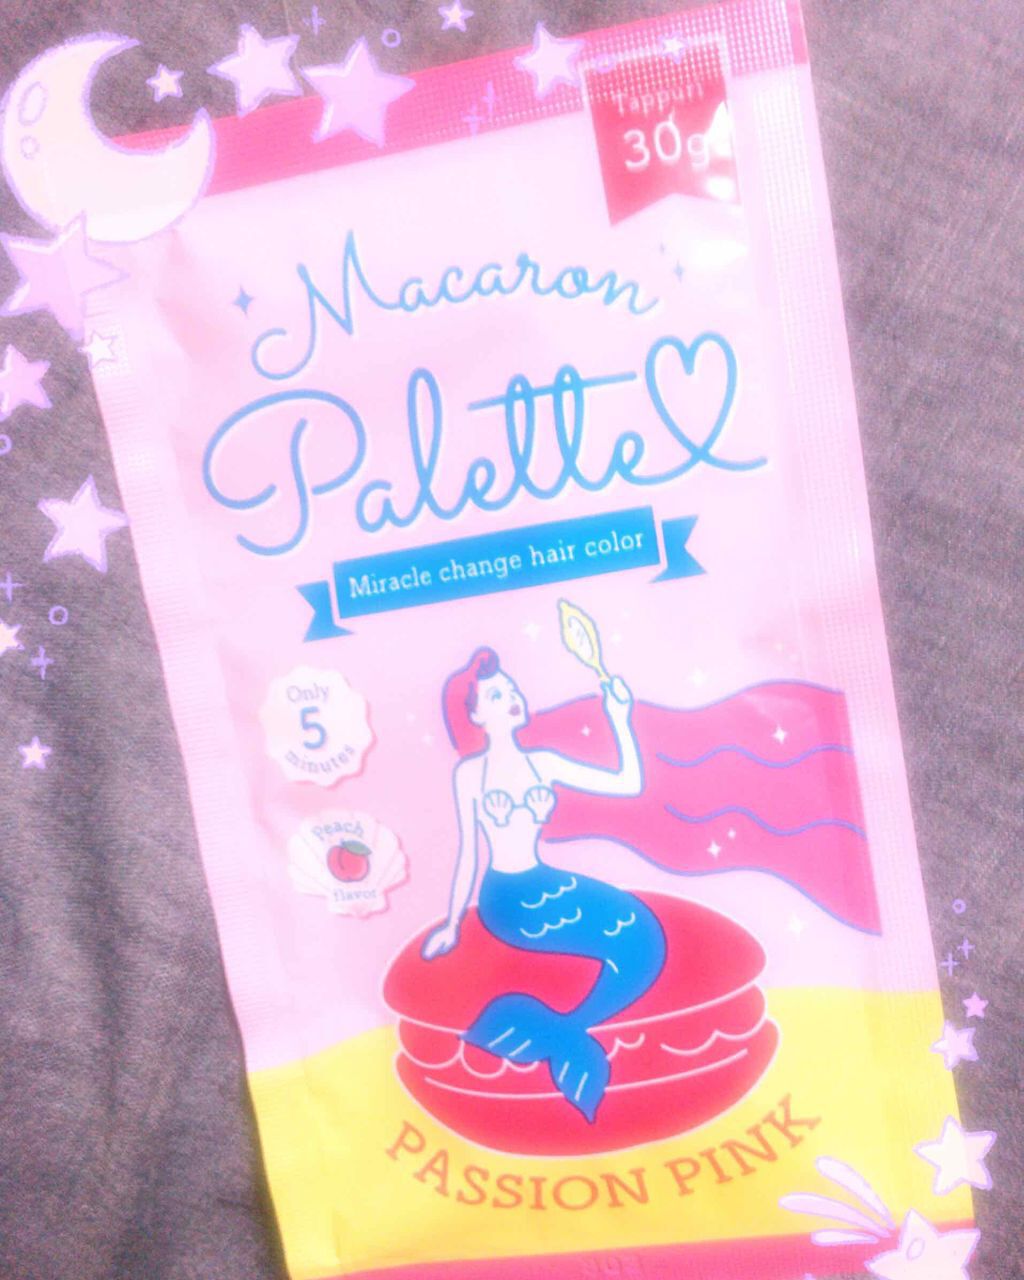 Tappuri
30g
Macaron
Palette
Miracle change hair color
Only
5
minutes
Peach
flavor
PASSION PINK